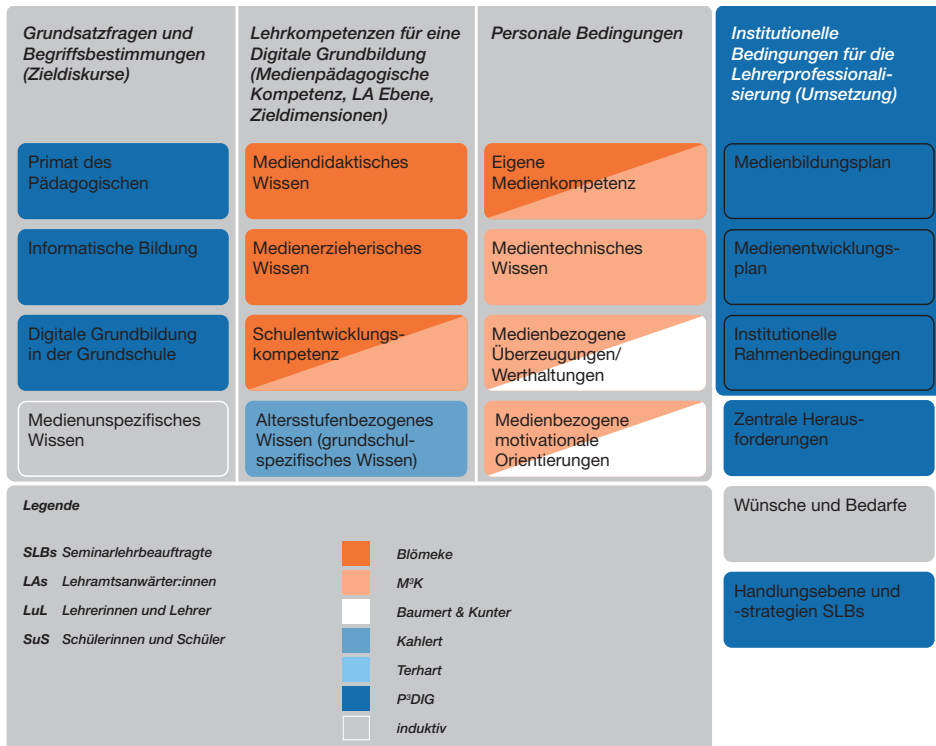 Grundsatzfragen und
Begriffsbestimmungen
(Zieldiskurse)
Primat des
Pädagogischen
Informatische Bildung
Digitale Grundbildung
in der Grundschule
Medienunspezifisches
Wissen
Lehrkompetenzen für eine
Digitale Grundbildung
(Medienpädagogische
Kompetenz, LA Ebene,
Zieldimensionen)
Mediendidaktisches
Wissen
Medienerzieherisches
Wissen
Schulentwicklungs-
kompetenz
Altersstufenbezogenes
Wissen (grundschul-
spezifisches Wissen)
Personale Bedingungen
Eigene
Medienkompetenz
Medientechnisches
Wissen
Medienbezogene
Überzeugungen/
Werthaltungen
Medienbezogene
motivationale
Orientierungen
Institutionelle
Bedingungen für die
Lehrerprofessionali-
sierung (Umsetzung)
Medienbildungsplan
Medienentwicklungs-
plan
Institutionelle
Rahmenbedingungen
Zentrale Heraus-
forderungen
Wünsche und Bedarfe
Handlungsebene und
-strategien SLBs
Legende
SLBs Seminarlehrbeauftragte
LAs Lehramtsanwärter:innen
LuL Lehrerinnen und Lehrer
SuS Schülerinnen und Schüler
Blömeke
M³K
Baumert & Kunter
Kahlert
Terhart
P³DIG
induktiv